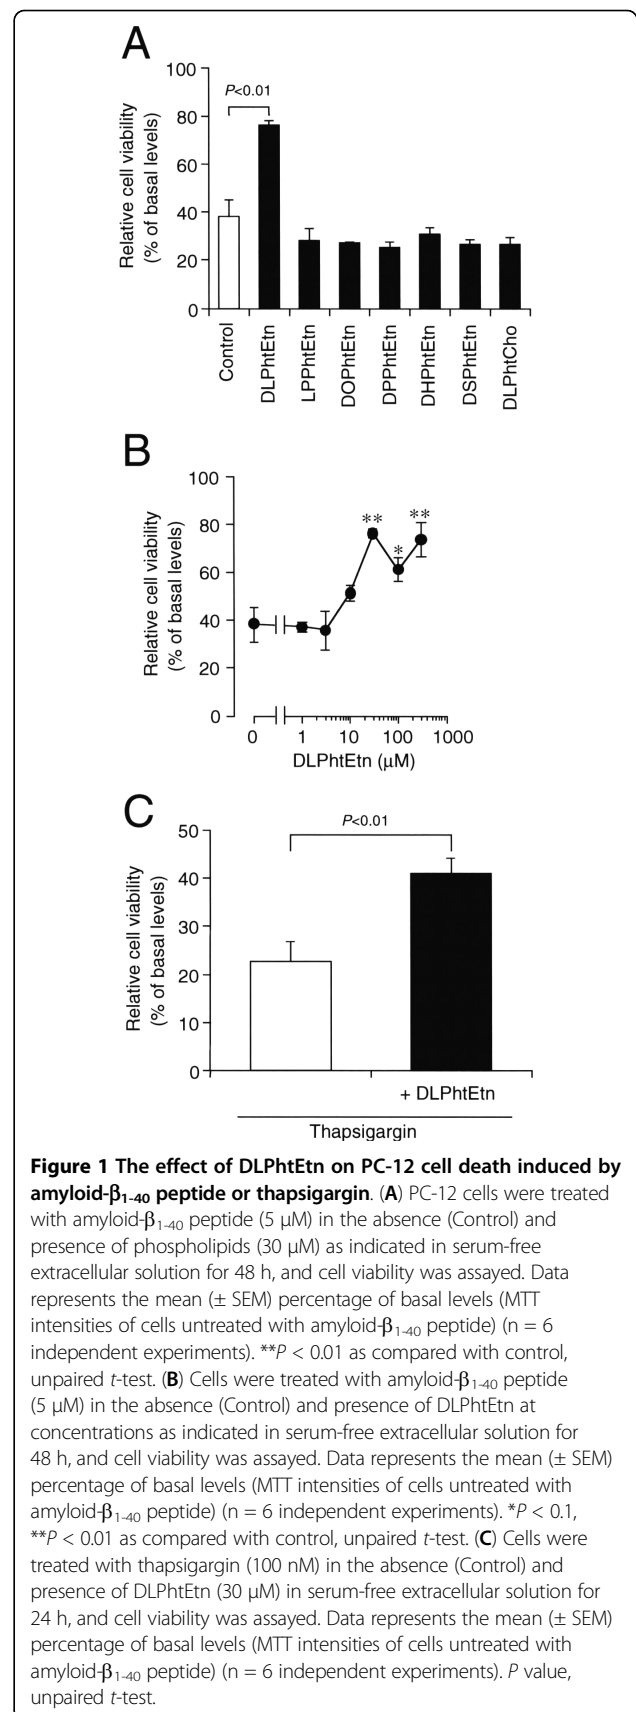 A
100
80
60
40
20
0
Relative cell viability
(% of basal levels)
P<0.01
Control
DLPhtEtn
LPPhtEtn
DOPhtEtn
DPPhtEtn
DHPhtEtn
DSPhtEtn
DLPhtCho
B
100
80
60
40
20
0
Relative cell viability
(% of basal levels)
**
*
**
0 1 10 100 1000
DLPhtEtn (μM)
C
50
40
30
20
10
0
Relative cell viability
(% of basal levels)
P<0.01
+ DLPhtEtn
Thapsigargin
Figure 1 The effect of DLPhtEtn on PC-12 cell death induced by
amyloid-β1-40 peptide or thapsigargin. (A) PC-12 cells were treated
with amyloid-β1-40 peptide (5 μM) in the absence (Control) and
presence of phospholipids (30 μM) as indicated in serum-free
extracellular solution for 48 h, and cell viability was assayed. Data
represents the mean (± SEM) percentage of basal levels (MTT
intensities of cells untreated with amyloid-β1-40 peptide) (n = 6
independent experiments). **P < 0.01 as compared with control,
unpaired t-test. (B) Cells were treated with amyloid-β1-40 peptide
(5 μM) in the absence (Control) and presence of DLPhtEtn at
concentrations as indicated in serum-free extracellular solution for
48 h, and cell viability was assayed. Data represents the mean (± SEM)
percentage of basal levels (MTT intensities of cells untreated with
amyloid-β1-40 peptide) (n = 6 independent experiments). *P < 0.1,
**P < 0.01 as compared with control, unpaired t-test. (C) Cells were
treated with thapsigargin (100 nM) in the absence (Control) and
presence of DLPhtEtn (30 μM) in serum-free extracellular solution for
24 h, and cell viability was assayed. Data represents the mean (± SEM)
percentage of basal levels (MTT intensities of cells untreated with
amyloid-β1-40 peptide) (n = 6 independent experiments). P value,
unpaired t-test.